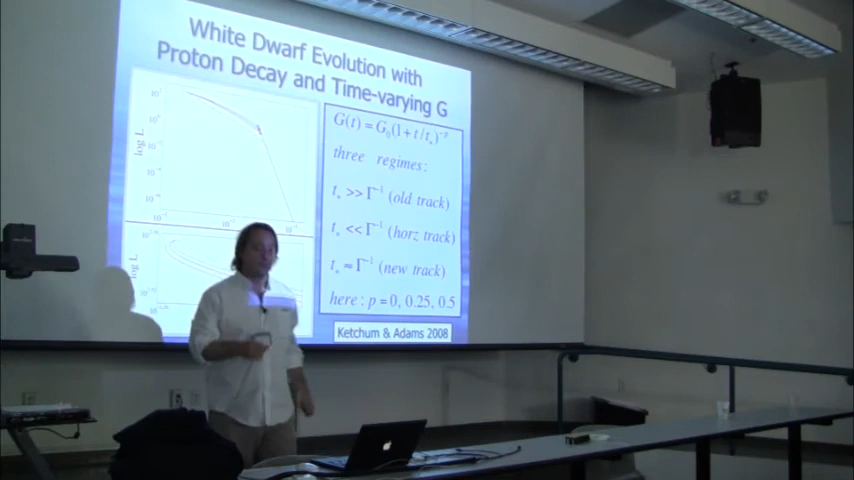 White Dwarf Evolution with
Proton Decay and Time-varying G
G(t) = G₀(1+t/t*)⁻ᵖ
three regimes:
t* >> Γ⁻¹ (old track)
t* << Γ⁻¹ (horz track)
t* ≈ Γ⁻¹ (new track)
here: p = 0, 0.25, 0.5
Ketchum & Adams 2008
log L
log L